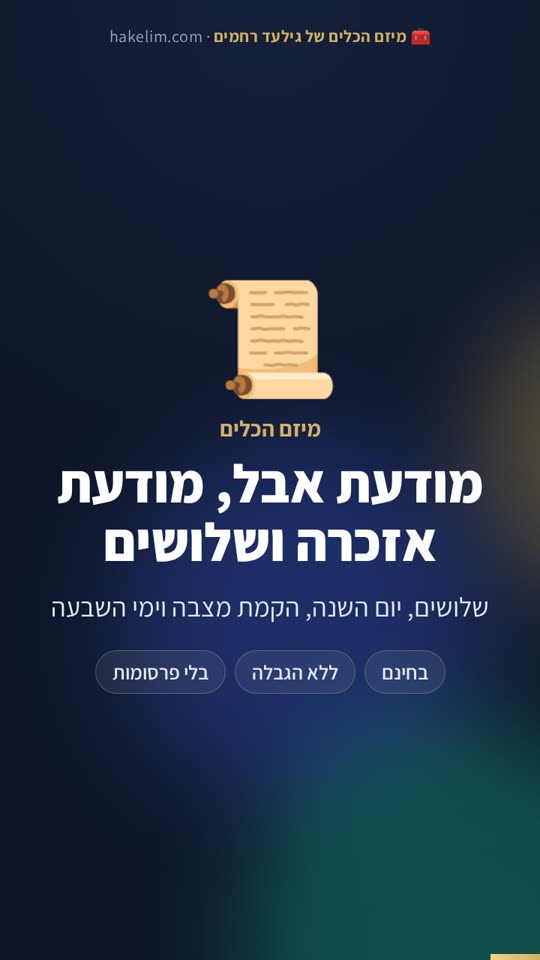 🧰 מיזם הכלים של גילעד רחמים · hakelim.com
מיזם הכלים
מודעת אבל, מודעת
אזכרה ושלושים
שלושים, יום השנה, הקמת מצבה וימי השבעה
בחינם
ללא הגבלה
בלי פרסומות